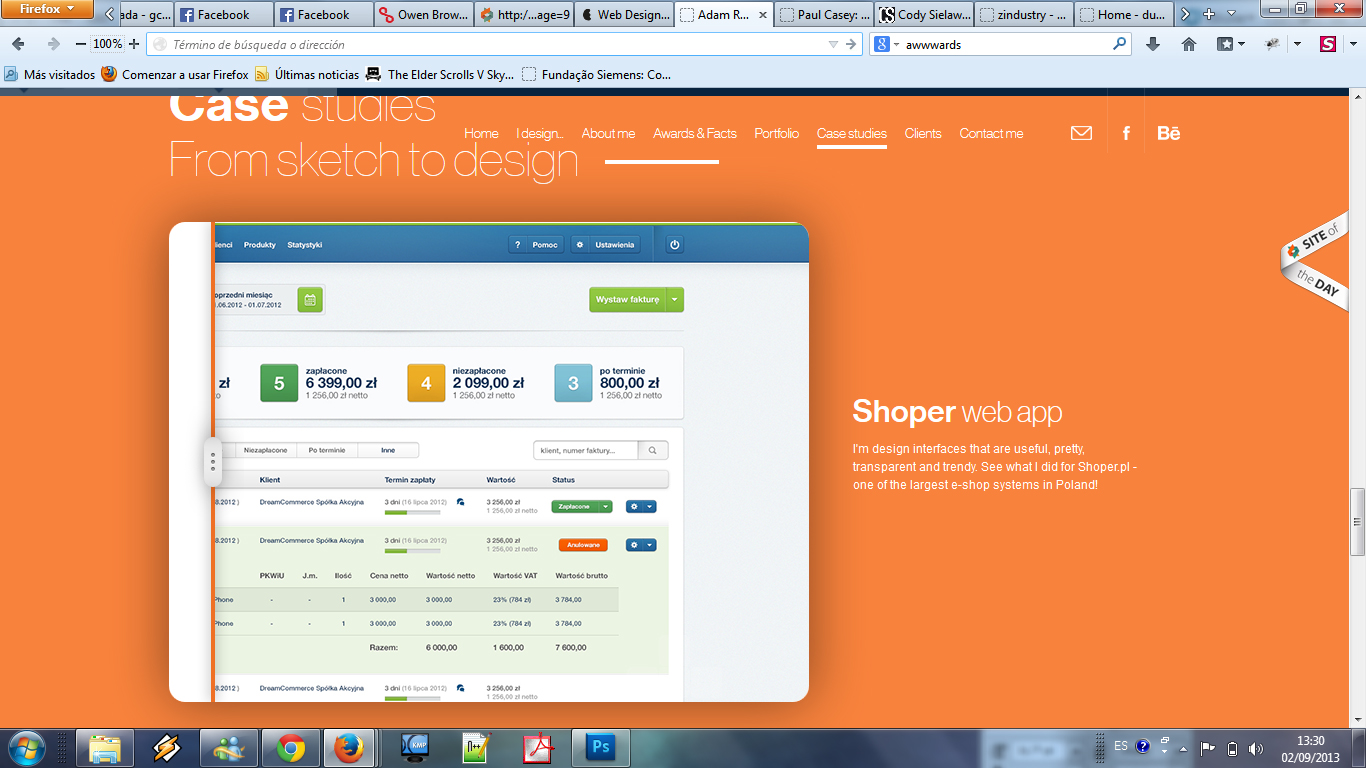 Firefox
ada - gc...
Facebook
Facebook
Owen Brow...
http:/...age=9
Web Design...
Adam R...
Paul Casey: ...
Cody Sielaw...
zindustry - ...
Home - du...
100%
Término de búsqueda o dirección
awwwards
Más visitados
Comenzar a usar Firefox
Últimas noticias
The Elder Scrolls V Sky...
Fundação Siemens: Co...
Case studies
Home
I design...
About me
Awards & Facts
Portfolio
Case studies
Clients
Contact me
f
Bē
From sketch to design
SITE of
the DAY
Produkty
Statystyki
? Pomoc
Ustawienia
oprzedni miesiąc
.06.2012 - 01.07.2012
Wystaw fakturę
zł
5
zapłacone
6 399,00 zł
1 256,00 zł netto
4
niezapłacone
2 099,00 zł
1 256,00 zł netto
3
po terminie
800,00 zł
1 256,00 zł netto
Niezapłacone
Po terminie
Inne
klient, numer faktury...
Klient
Termin zapłaty
Wartość
Status
8.2012 )
DreamCommerce Spółka Akcyjna
3 dni (16 lipca 2012)
3 256,00 zł
1 256,00 zł netto
Zapłacone
8.2012 )
DreamCommerce Spółka Akcyjna
3 dni (16 lipca 2012)
3 256,00 zł
1 256,00 zł netto
Anulowane
PKWiU
J.m.
Ilość
Cena netto
Wartość netto
Wartość VAT
Wartość brutto
Phone
-
-
1
3 000,00
3 000,00
23% (784 zł)
3 784,00
Phone
-
-
1
3 000,00
3 000,00
23% (784 zł)
3 784,00
Razem:
6 000,00
1 600,00
7 600,00
8.2012 )
DreamCommerce Spółka Akcyjna
3 dni (16 lipca 2012)
3 256,00 zł
1 256,00 zł netto
Shoper web app
I'm design interfaces that are useful, pretty,
transparent and trendy. See what I did for Shoper.pl -
one of the largest e-shop systems in Poland!
KMP
Ps
ES
13:30
02/09/2013